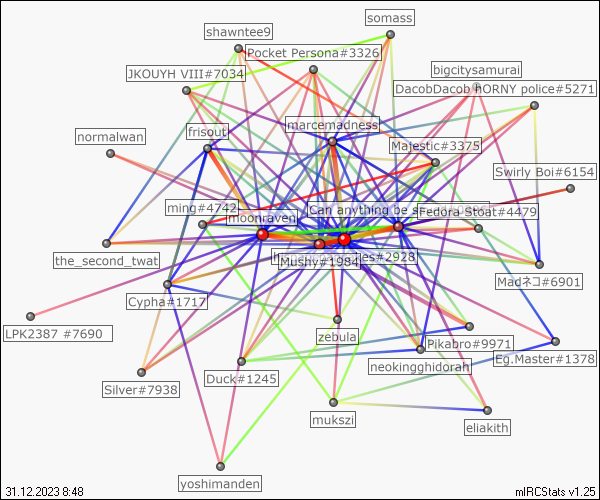 somass
shawntee9
Pocket Persona#3326
bigcitysamurai
JKOUYH VIII#7034
DacobDacob hORNY police#5271
marcemadness
frisout
normalwan
Majestic#3375
Swirly Boi#6154
ming#4742
moonraven
Can anything be s
Fedora Stoat#4479
the_second_twat
Mushy#1984
es#2928
Madネコ#6901
Cypha#1717
LPK2387 #7690
zebula
Pikabro#9971
Eg.Master#1378
neokingghidorah
Duck#1245
Silver#7938
mukszi
eliakith
yoshimanden
31.12.2023 8:48
mIRCStats v1.25